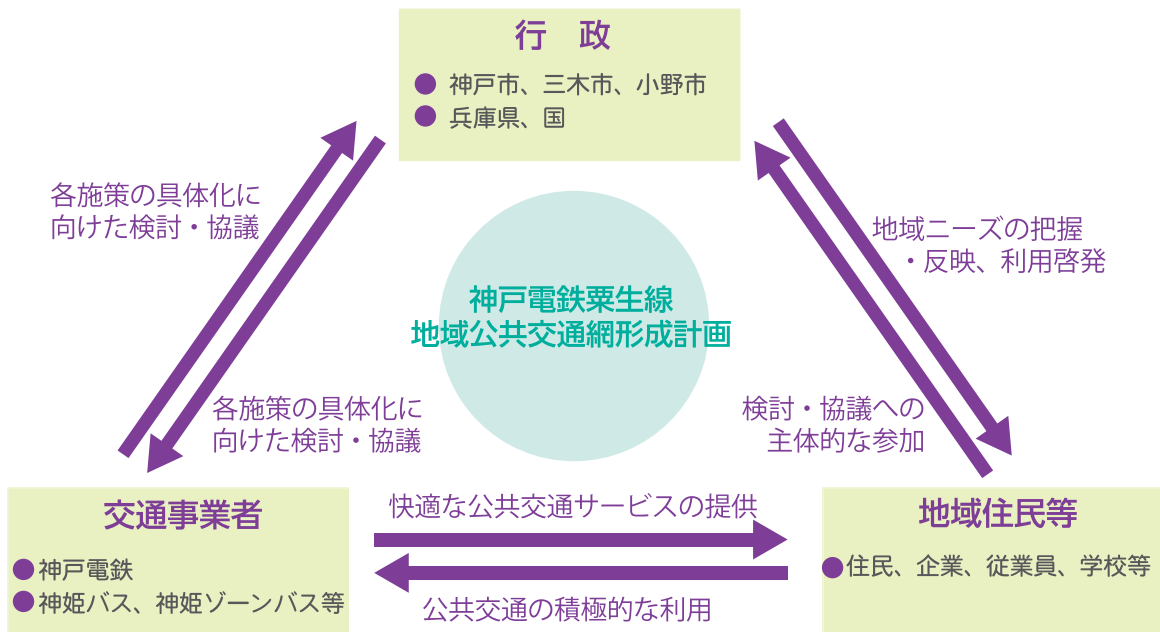 行　政
● 神戸市、三木市、小野市
● 兵庫県、国
各施策の具体化に
向けた検討・協議
地域ニーズの把握
・反映、利用啓発
神戸電鉄粟生線
地域公共交通網形成計画
各施策の具体化に
向けた検討・協議
検討・協議への
主体的な参加
交通事業者
●神戸電鉄
●神姫バス、神姫ゾーンバス等
快適な公共交通サービスの提供
公共交通の積極的な利用
地域住民等
●住民、企業、従業員、学校等